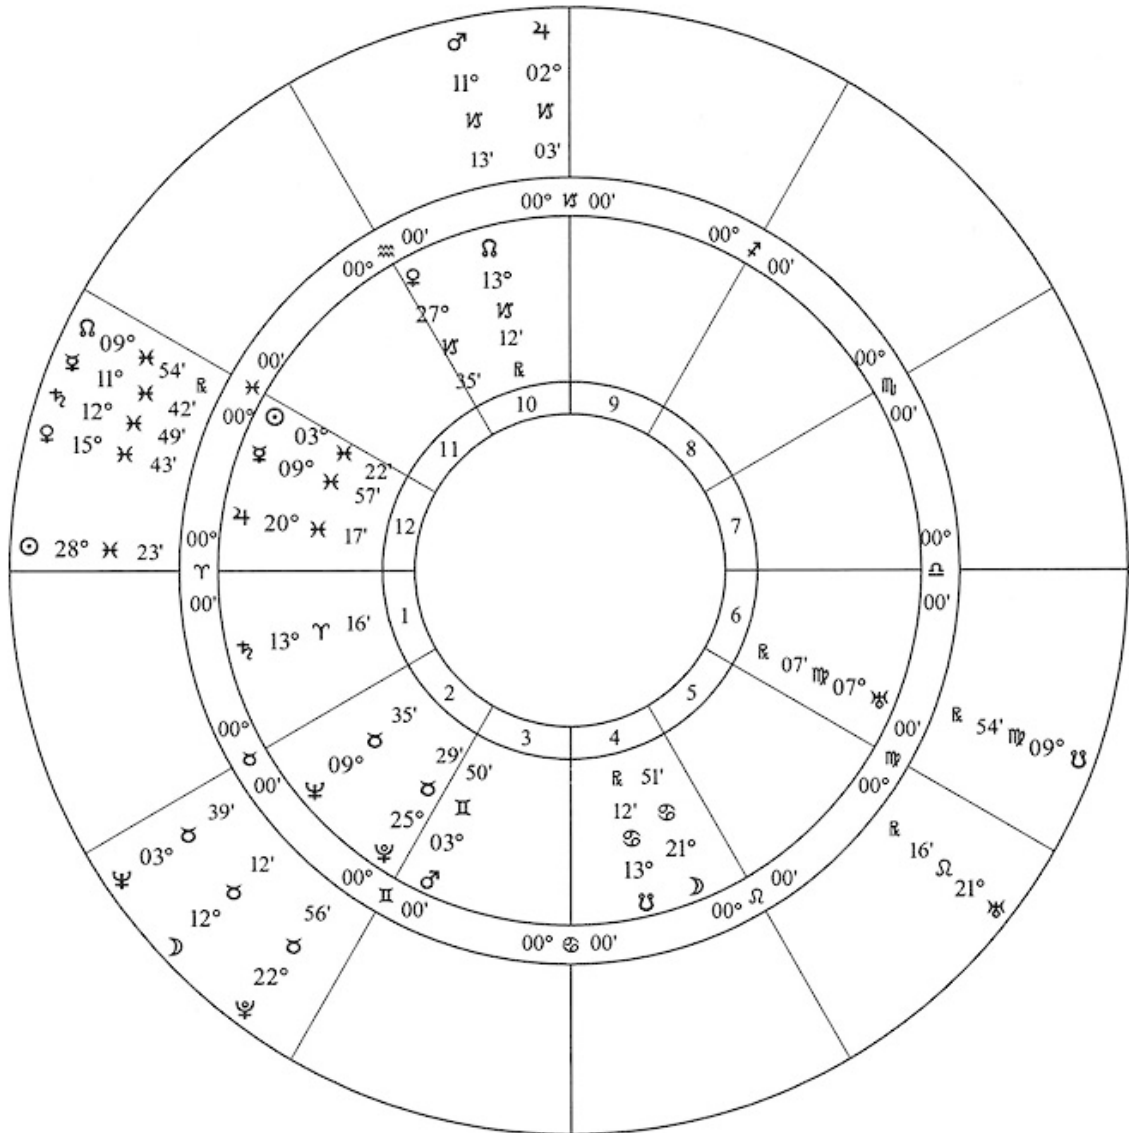 ♂ 11° ♑ 13'
♃ 02° ♑ 03'
☊ 09° ♓ 54' ℞
☿ 11° ♓ 42'
♄ 12° ♓ 49'
♀ 15° ♓ 43'
☉ 28° ♓ 23'
♆ 03° ♉ 39'
☽ 12° ♉ 12'
♇ 22° ♉ 56'
♅ 21° ♌ 16' ℞
☋ 09° ♍ 54' ℞
00° ♑ 00'
00° ♒ 00'
00° ♓ 00'
00° ♈ 00'
00° ♉ 00'
00° ♊ 00'
00° ♋ 00'
00° ♌ 00'
00° ♍ 00'
00° ♎ 00'
00° ♏ 00'
00° ♐ 00'
☊ 13° ♑ 12' ℞
♀ 27° ♑ 35'
☉ 03° ♓ 22'
☿ 09° ♓ 57'
♃ 20° ♓ 17'
♄ 13° ♈ 16'
♆ 09° ♉ 35'
♇ 25° ♉ 29'
♂ 03° ♊ 50'
☋ 13° ♋ 12' ℞
☽ 21° ♋ 51'
♅ 07° ♍ 07' ℞
1
2
3
4
5
6
7
8
9
10
11
12